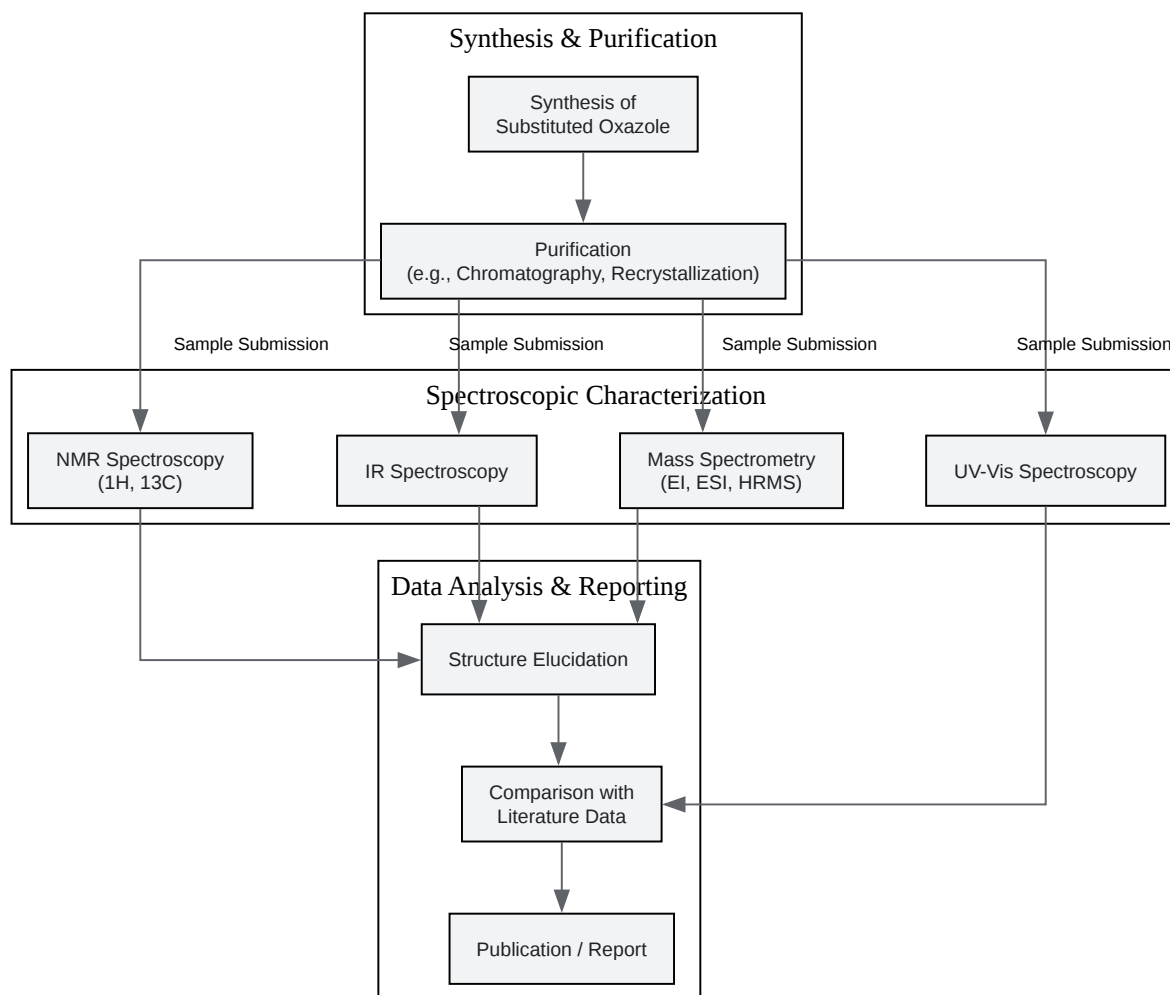 Synthesis & Purification
Synthesis of
Substituted Oxazole
Purification
(e.g., Chromatography, Recrystallization)
Sample Submission
Sample Submission
Sample Submission
Sample Submission
Spectroscopic Characterization
NMR Spectroscopy
(1H, 13C)
IR Spectroscopy
Mass Spectrometry
(EI, ESI, HRMS)
UV-Vis Spectroscopy
Data Analysis & Reporting
Structure Elucidation
Comparison with
Literature Data
Publication / Report